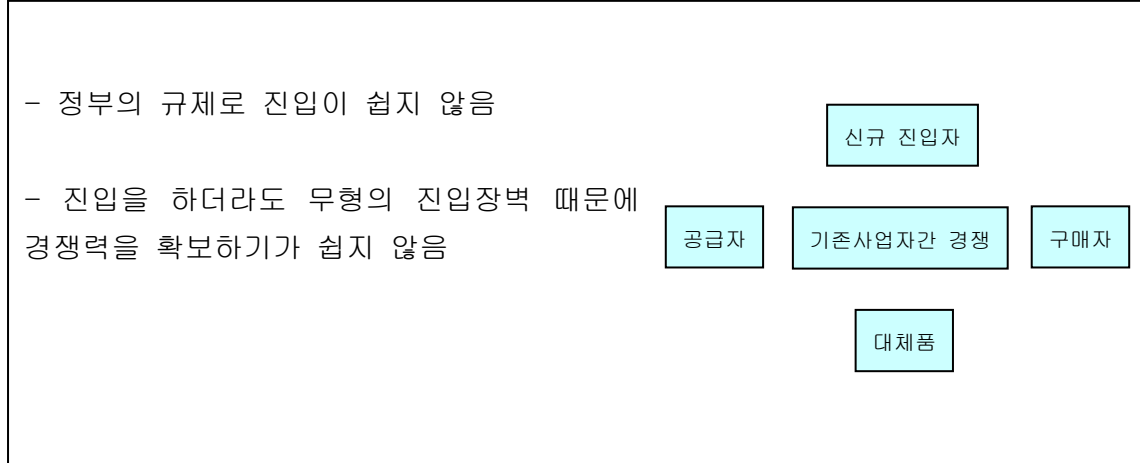 - 정부의 규제로 진입이 쉽지 않음
- 진입을 하더라도 무형의 진입장벽 때문에
경쟁력을 확보하기가 쉽지 않음
신규 진입자
공급자
기존사업자간 경쟁
구매자
대체품